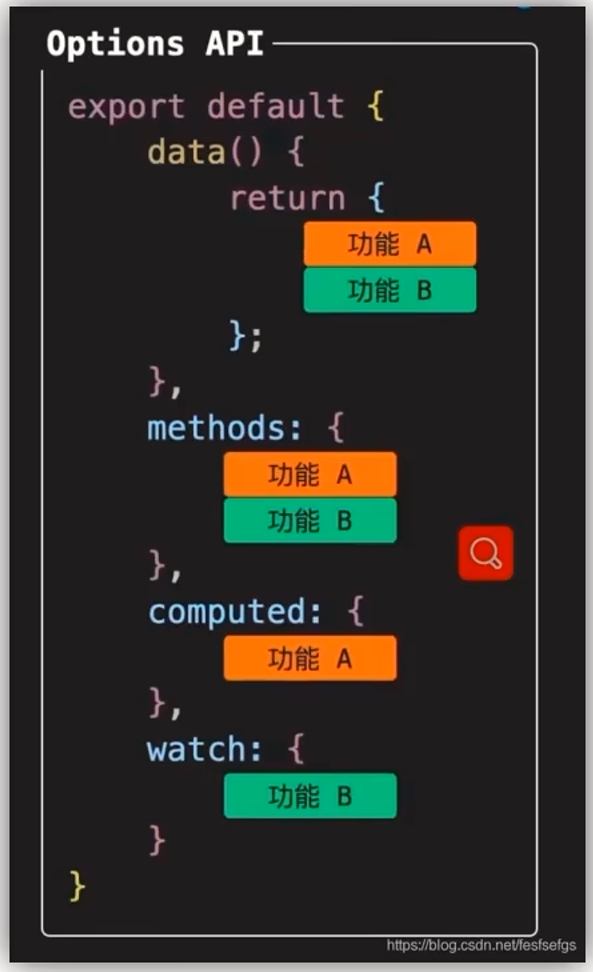 Options API
export default {
data() {
return {
功能 A
功能 B
};
},
methods: {
功能 A
功能 B
},
computed: {
功能 A
},
watch: {
功能 B
}
}
https://blog.csdn.net/fesfsefgs